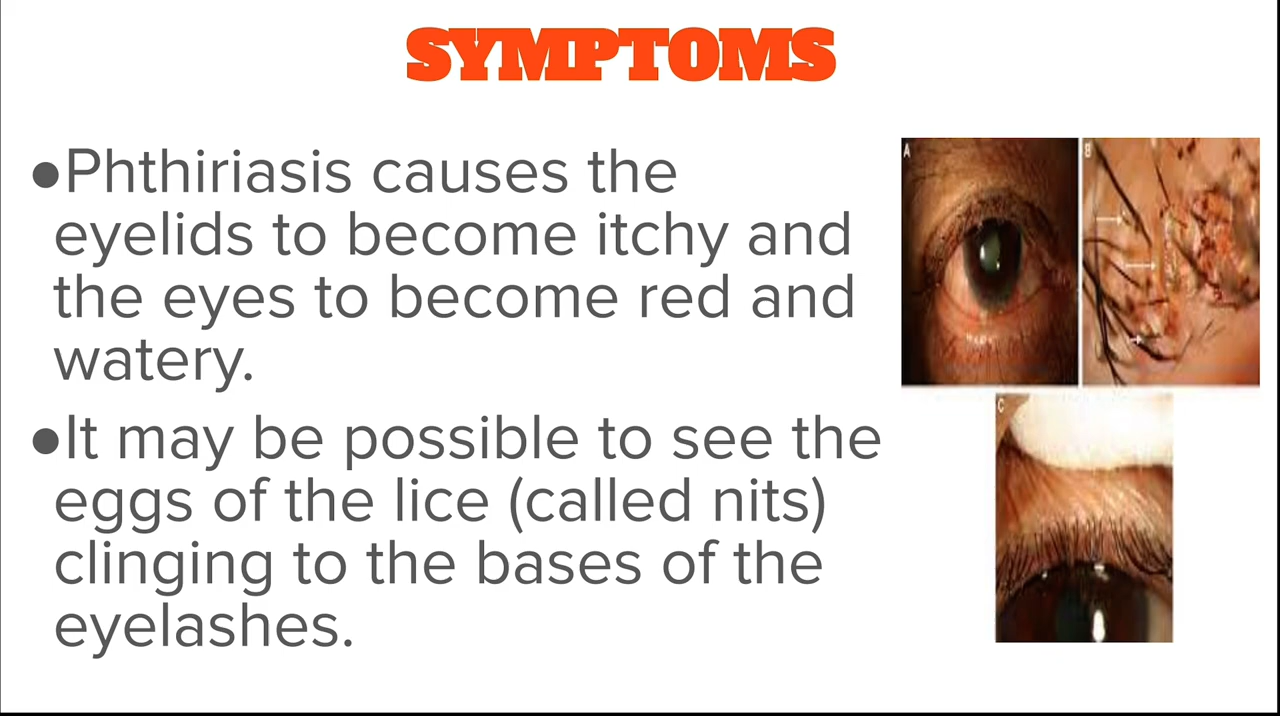 SYMPTOMS
●Phthiriasis causes the
eyelids to become itchy and
the eyes to become red and
watery.
●It may be possible to see the
eggs of the lice (called nits)
clinging to the bases of the
eyelashes.
A
B
C